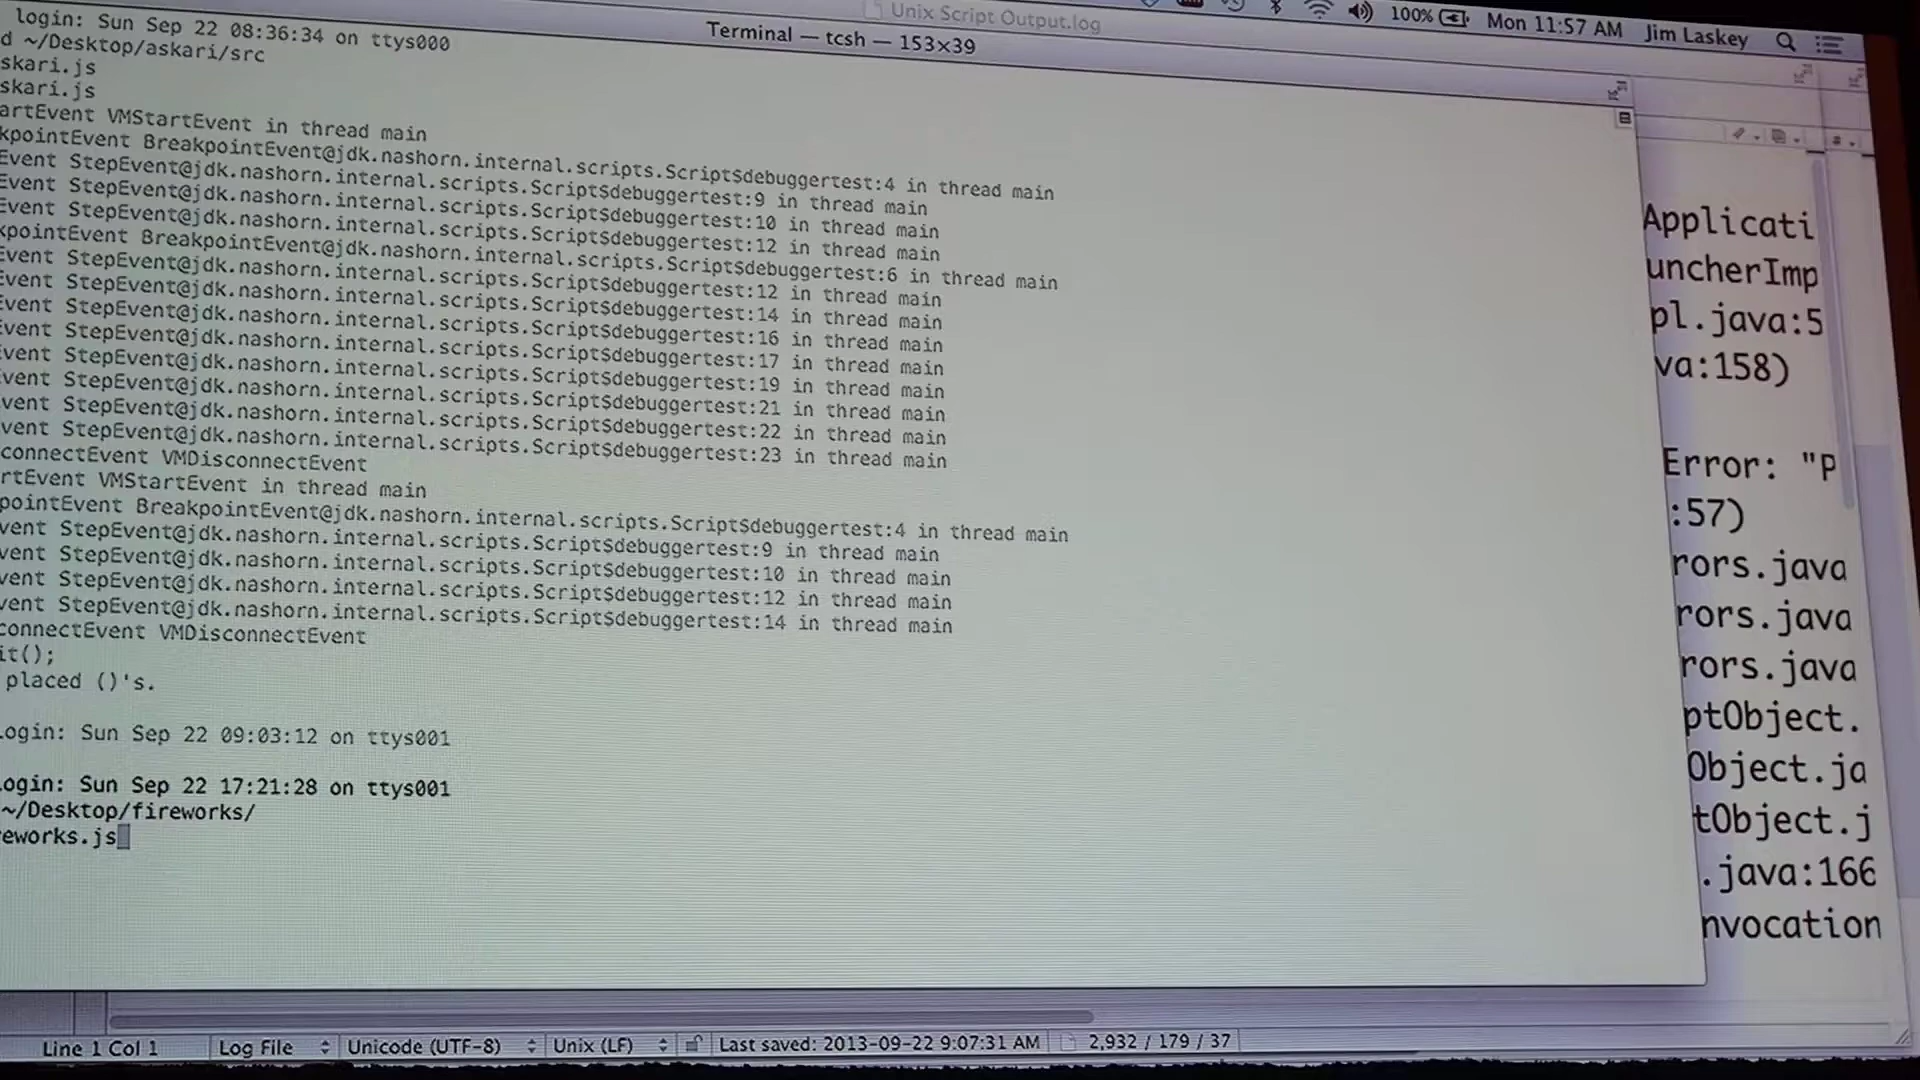 Unix Script Output.log
100% Mon 11:57 AM Jim Laskey
Terminal — tcsh — 153×39
login: Sun Sep 22 08:36:34 on ttys000
d ~/Desktop/askari/src
skari.js
skari.js
artEvent VMStartEvent in thread main
kpointEvent BreakpointEvent@jdk.nashorn.internal.scripts.Script$debuggertest:4 in thread main
Event StepEvent@jdk.nashorn.internal.scripts.Script$debuggertest:9 in thread main
Event StepEvent@jdk.nashorn.internal.scripts.Script$debuggertest:10 in thread main
Event StepEvent@jdk.nashorn.internal.scripts.Script$debuggertest:12 in thread main
kpointEvent BreakpointEvent@jdk.nashorn.internal.scripts.Script$debuggertest:6 in thread main
Event StepEvent@jdk.nashorn.internal.scripts.Script$debuggertest:12 in thread main
Event StepEvent@jdk.nashorn.internal.scripts.Script$debuggertest:14 in thread main
Event StepEvent@jdk.nashorn.internal.scripts.Script$debuggertest:16 in thread main
Event StepEvent@jdk.nashorn.internal.scripts.Script$debuggertest:17 in thread main
Event StepEvent@jdk.nashorn.internal.scripts.Script$debuggertest:19 in thread main
vent StepEvent@jdk.nashorn.internal.scripts.Script$debuggertest:21 in thread main
vent StepEvent@jdk.nashorn.internal.scripts.Script$debuggertest:22 in thread main
vent StepEvent@jdk.nashorn.internal.scripts.Script$debuggertest:23 in thread main
connectEvent VMDisconnectEvent
rtEvent VMStartEvent in thread main
pointEvent BreakpointEvent@jdk.nashorn.internal.scripts.Script$debuggertest:4 in thread main
vent StepEvent@jdk.nashorn.internal.scripts.Script$debuggertest:9 in thread main
vent StepEvent@jdk.nashorn.internal.scripts.Script$debuggertest:10 in thread main
vent StepEvent@jdk.nashorn.internal.scripts.Script$debuggertest:12 in thread main
vent StepEvent@jdk.nashorn.internal.scripts.Script$debuggertest:14 in thread main
connectEvent VMDisconnectEvent
it();
placed ()'s.
ogin: Sun Sep 22 09:03:12 on ttys001
ogin: Sun Sep 22 17:21:28 on ttys001
~/Desktop/fireworks/
eworks.js
Applicati
uncherImp
pl.java:5
va:158)
Error: "P
:57)
rors.java
rors.java
rors.java
ptObject.
Object.ja
tObject.j
.java:166
nvocation
Line 1 Col 1 Log File Unicode (UTF-8) Unix (LF) Last saved: 2013-09-22 9:07:31 AM 2,932 / 179 / 37